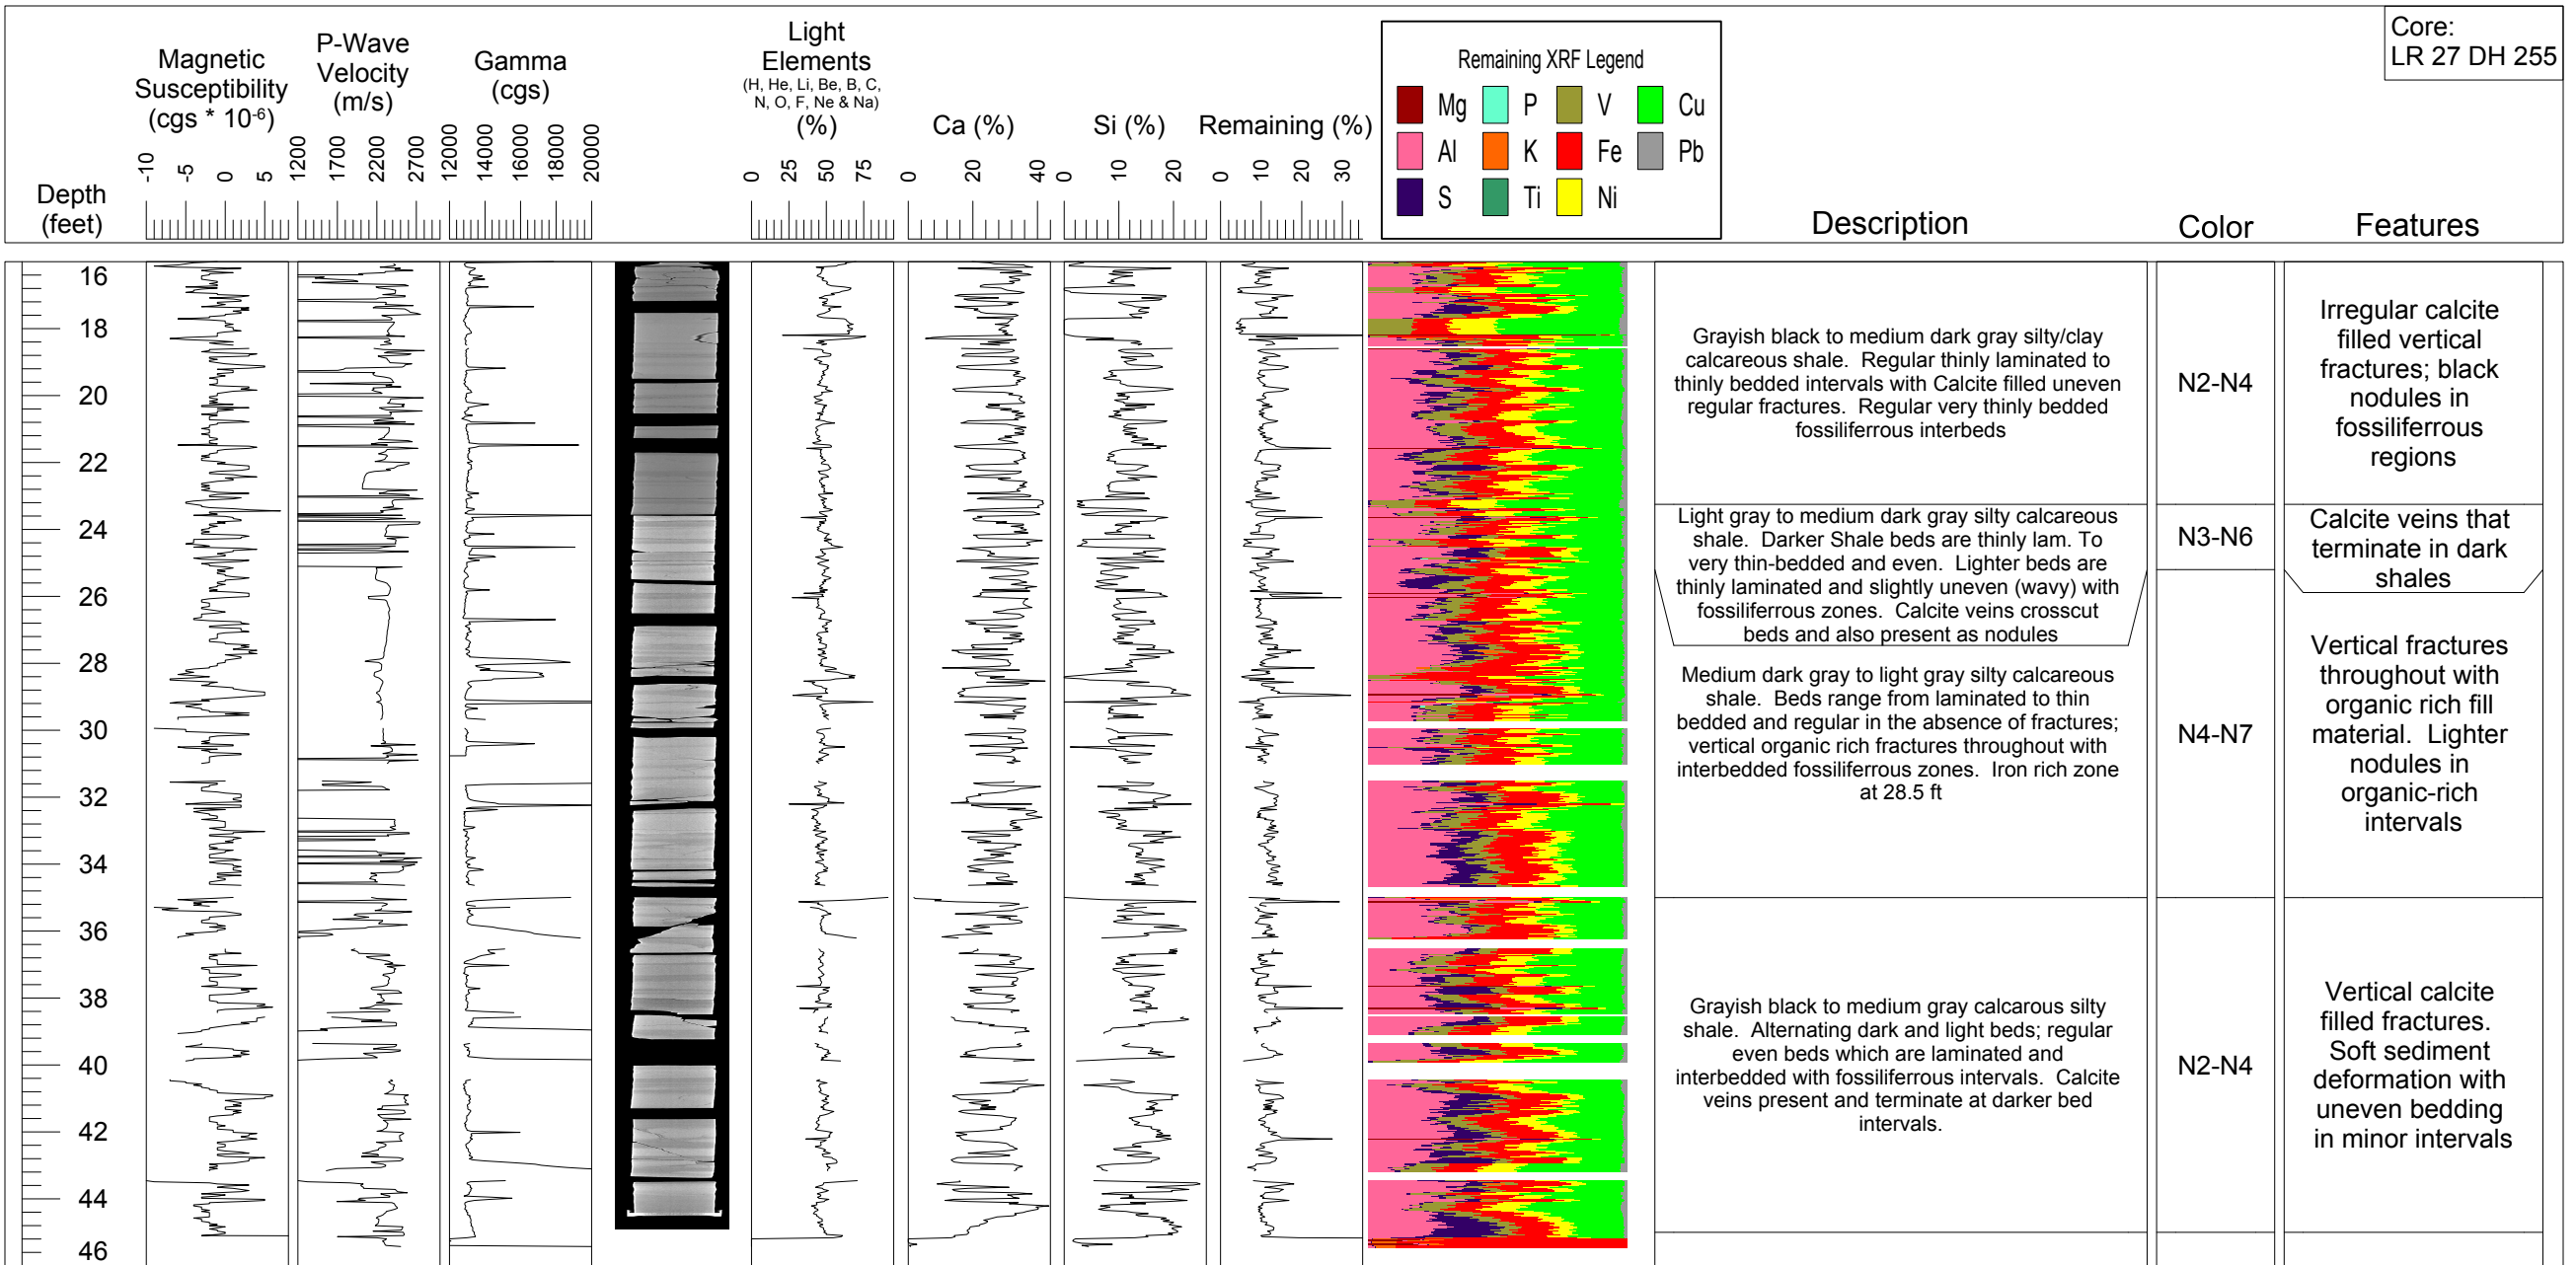 Core:
LR 27 DH 255
Magnetic
Susceptibility
(cgs * 10-6)
P-Wave
Velocity
(m/s)
Gamma
(cgs)
Light
Elements
(H, He, Li, Be, B, C,
N, O, F, Ne & Na)
(%)
Ca (%)
Si (%)
Remaining (%)
Remaining XRF Legend
Mg P V Cu
Al K Fe Pb
S Ti Ni
Depth
(feet)
-10 -5 0 5
1200 1700 2200 2700
12000 14000 16000 18000 20000
0 25 50 75
0 20 40
0 10 20
0 10 20 30
Description
Color
Features
16
18
20
22
24
26
28
30
32
34
36
38
40
42
44
46
Grayish black to medium dark gray silty/clay
calcareous shale. Regular thinly laminated to
thinly bedded intervals with Calcite filled uneven
regular fractures. Regular very thinly bedded
fossiliferrous interbeds
N2-N4
Irregular calcite
filled vertical
fractures; black
nodules in
fossiliferrous
regions
Light gray to medium dark gray silty calcareous
shale. Darker Shale beds are thinly lam. To
very thin-bedded and even. Lighter beds are
thinly laminated and slightly uneven (wavy) with
fossiliferrous zones. Calcite veins crosscut
beds and also present as nodules
N3-N6
Calcite veins that
terminate in dark
shales
Medium dark gray to light gray silty calcareous
shale. Beds range from laminated to thin
bedded and regular in the absence of fractures;
vertical organic rich fractures throughout with
interbedded fossiliferrous zones. Iron rich zone
at 28.5 ft
N4-N7
Vertical fractures
throughout with
organic rich fill
material. Lighter
nodules in
organic-rich
intervals
Grayish black to medium gray calcarous silty
shale. Alternating dark and light beds; regular
even beds which are laminated and
interbedded with fossiliferrous intervals. Calcite
veins present and terminate at darker bed
intervals.
N2-N4
Vertical calcite
filled fractures.
Soft sediment
deformation with
uneven bedding
in minor intervals